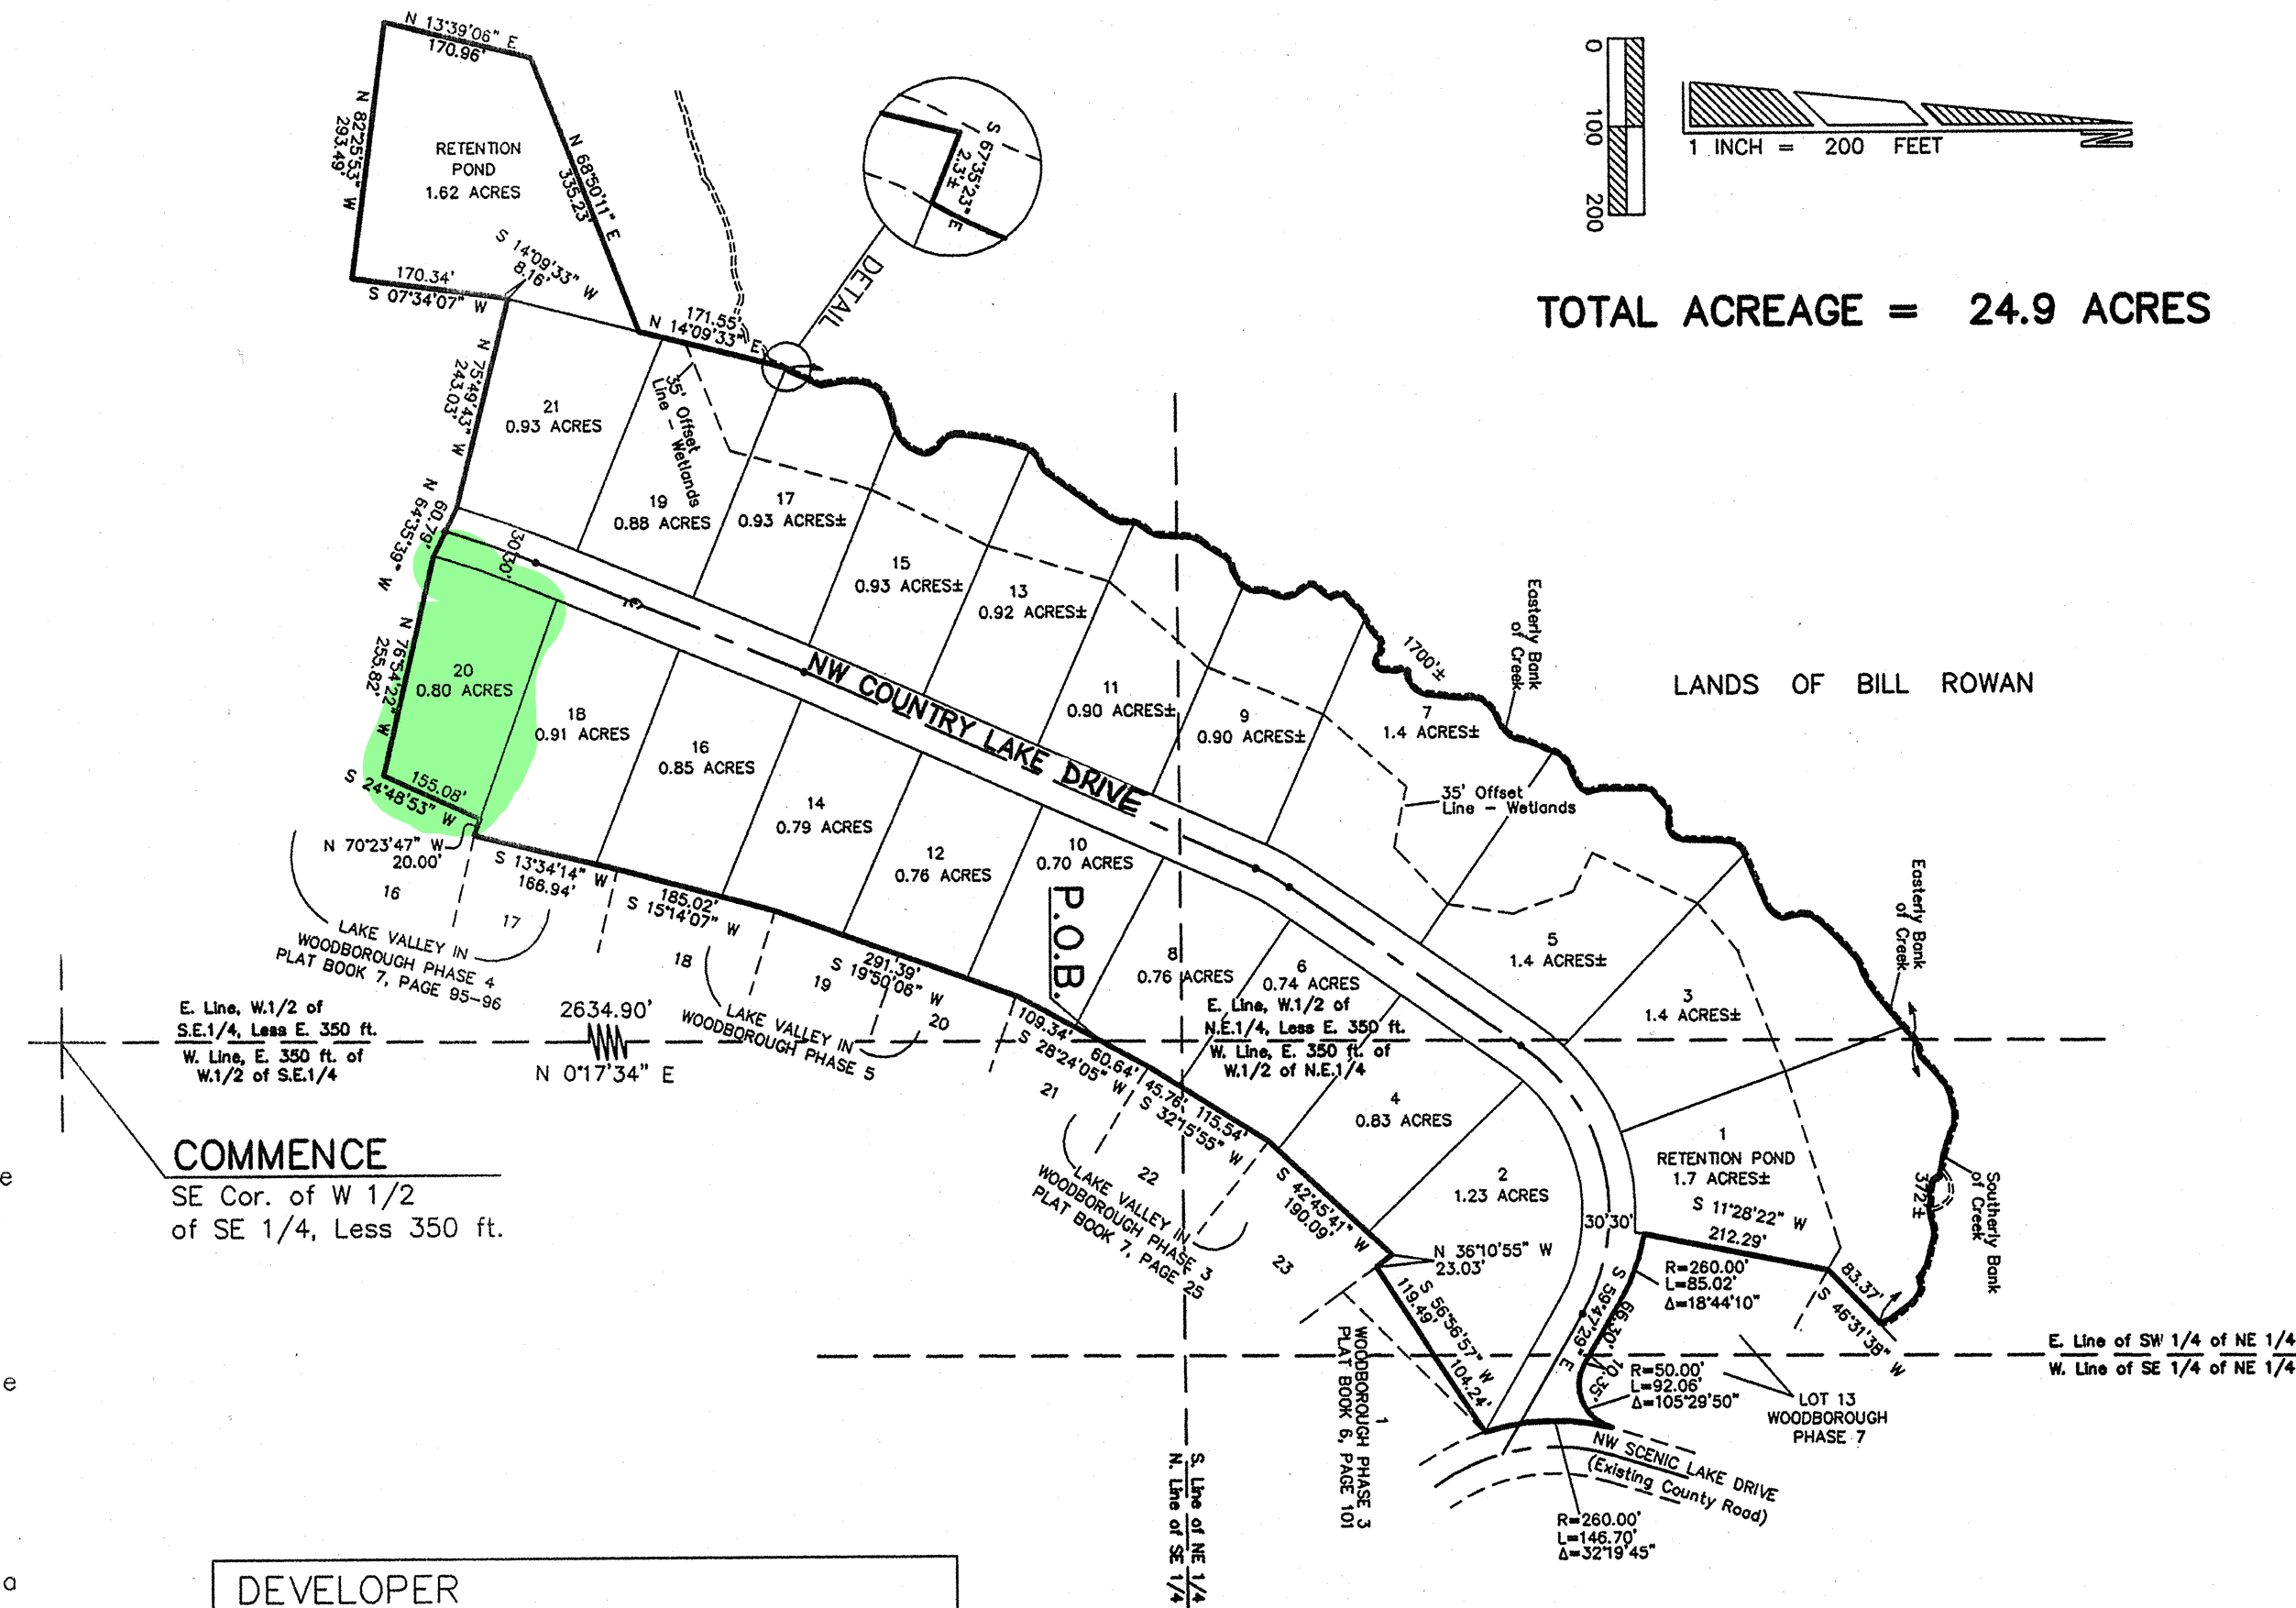 N 13°39'06" E
170.96'
N 82°25'53" W
293.49'
RETENTION
POND
1.62 ACRES
N 68°50'11" E
335.23'
S 14°09'33" W
8.16'
170.34'
S 07°34'07" W
171.55'
N 14°09'33" E
S 67°35'23" E
2.3'±
DETAIL
0 100 200
1 INCH = 200 FEET
N
TOTAL ACREAGE = 24.9 ACRES
N 75°49'43" W
243.03'
21
0.93 ACRES
35' Offset
Line - Wetlands
19
0.88 ACRES
17
0.93 ACRES±
15
0.93 ACRES±
13
0.92 ACRES±
11
0.90 ACRES±
9
0.90 ACRES±
7
1.4 ACRES±
1700'±
Easterly Bank
of Creek
LANDS OF BILL ROWAN
60.79'
N 64°35'39" W
30'30'
N 76°54'22" W
255.82'
20
0.80 ACRES
18
0.91 ACRES
16
0.85 ACRES
14
0.79 ACRES
12
0.76 ACRES
10
0.70 ACRES
8
0.76 ACRES
6
0.74 ACRES
NW COUNTRY LAKE DRIVE
35' Offset
Line - Wetlands
5
1.4 ACRES±
3
1.4 ACRES±
Easterly Bank
of Creek
155.08'
S 24°48'53" W
N 70°23'47" W
20.00'
S 13°34'14" W
166.94'
185.02'
S 15°14'07" W
291.39'
S 19°50'06" W
P.O.B.
109.34'
S 28°24'05" W
60.64'
45.76'
115.54'
S 32°15'55" W
16
17
LAKE VALLEY IN
WOODBOROUGH PHASE 4
PLAT BOOK 7, PAGE 95-96
18
19
20
LAKE VALLEY IN
WOODBOROUGH PHASE 5
E. Line, W.1/2 of
S.E.1/4, Less E. 350 ft.
W. Line, E. 350 ft. of
W.1/2 of S.E.1/4
2634.90'
N 0°17'34" E
E. Line, W.1/2 of
N.E.1/4, Less E. 350 ft.
W. Line, E. 350 ft. of
W.1/2 of N.E.1/4
COMMENCE
SE Cor. of W 1/2
of SE 1/4, Less 350 ft.
21
22
23
LAKE VALLEY IN
WOODBOROUGH PHASE 3
PLAT BOOK 7, PAGE 25
4
0.83 ACRES
2
1.23 ACRES
1
RETENTION POND
1.7 ACRES±
S 11°28'22" W
212.29'
372'±
Southerly Bank
of Creek
S 42°45'41" W
190.09'
N 36°10'55" W
23.03'
30'30'
R=260.00'
L=85.02'
Δ=18°44'10"
83.37'
S 46°31'38" W
119.49'
S 56°56'57" W
104.24'
S 59°47'29" E
66.30'
70.35'
R=50.00'
L=92.06'
Δ=105°29'50"
LOT 13
WOODBOROUGH
PHASE 7
E. Line of SW 1/4 of NE 1/4
W. Line of SE 1/4 of NE 1/4
1
WOODBOROUGH PHASE 3
PLAT BOOK 6, PAGE 101
NW SCENIC LAKE DRIVE
(Existing County Road)
R=260.00'
L=146.70'
Δ=32°19'45"
S. Line of NE 1/4
N. Line of SE 1/4
e
e
a
DEVELOPER